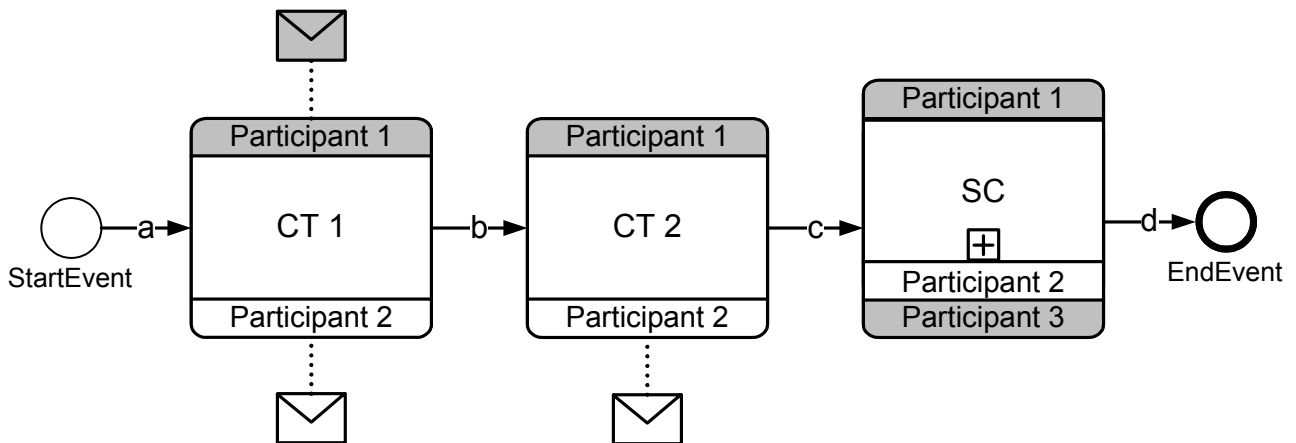 Participant 1
CT 1
Participant 2
Participant 1
CT 2
Participant 2
Participant 1
SC
Participant 2
Participant 3
StartEvent
a
b
c
d
EndEvent